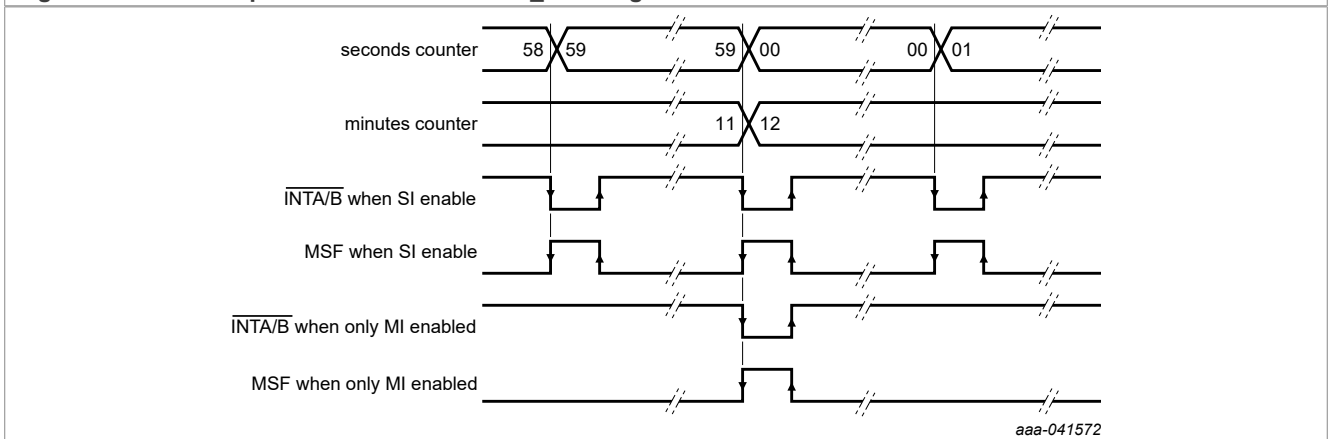 seconds counter 58 59 59 00 00 01
minutes counter 11 12
INTA/B when SI enable
MSF when SI enable
INTA/B when only MI enabled
MSF when only MI enabled
aaa-041572